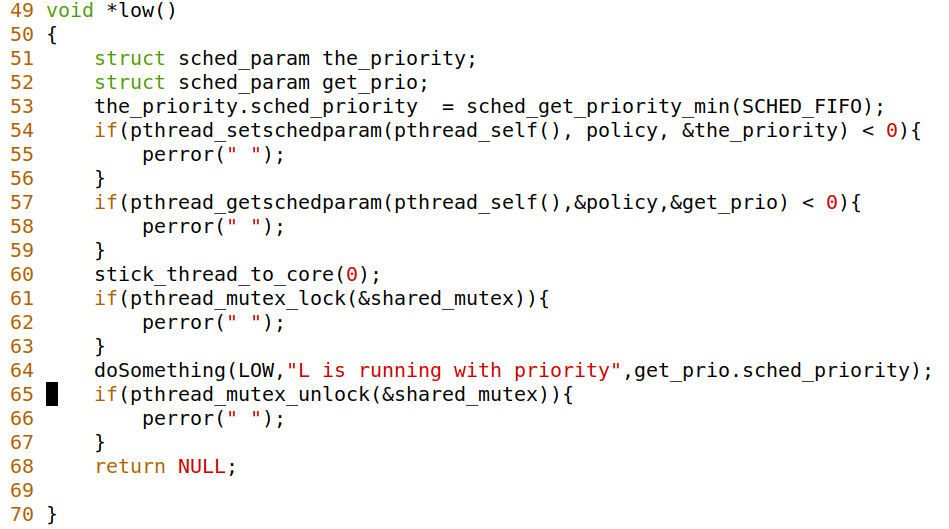 49 void *low()
50 {
51     struct sched_param the_priority;
52     struct sched_param get_prio;
53     the_priority.sched_priority  = sched_get_priority_min(SCHED_FIFO);
54     if(pthread_setschedparam(pthread_self(), policy, &the_priority) < 0){
55         perror(" ");
56     }
57     if(pthread_getschedparam(pthread_self(),&policy,&get_prio) < 0){
58         perror(" ");
59     }
60     stick_thread_to_core(0);
61     if(pthread_mutex_lock(&shared_mutex)){
62         perror(" ");
63     }
64     doSomething(LOW,"L is running with priority",get_prio.sched_priority);
65     if(pthread_mutex_unlock(&shared_mutex)){
66         perror(" ");
67     }
68     return NULL;
69
70 }